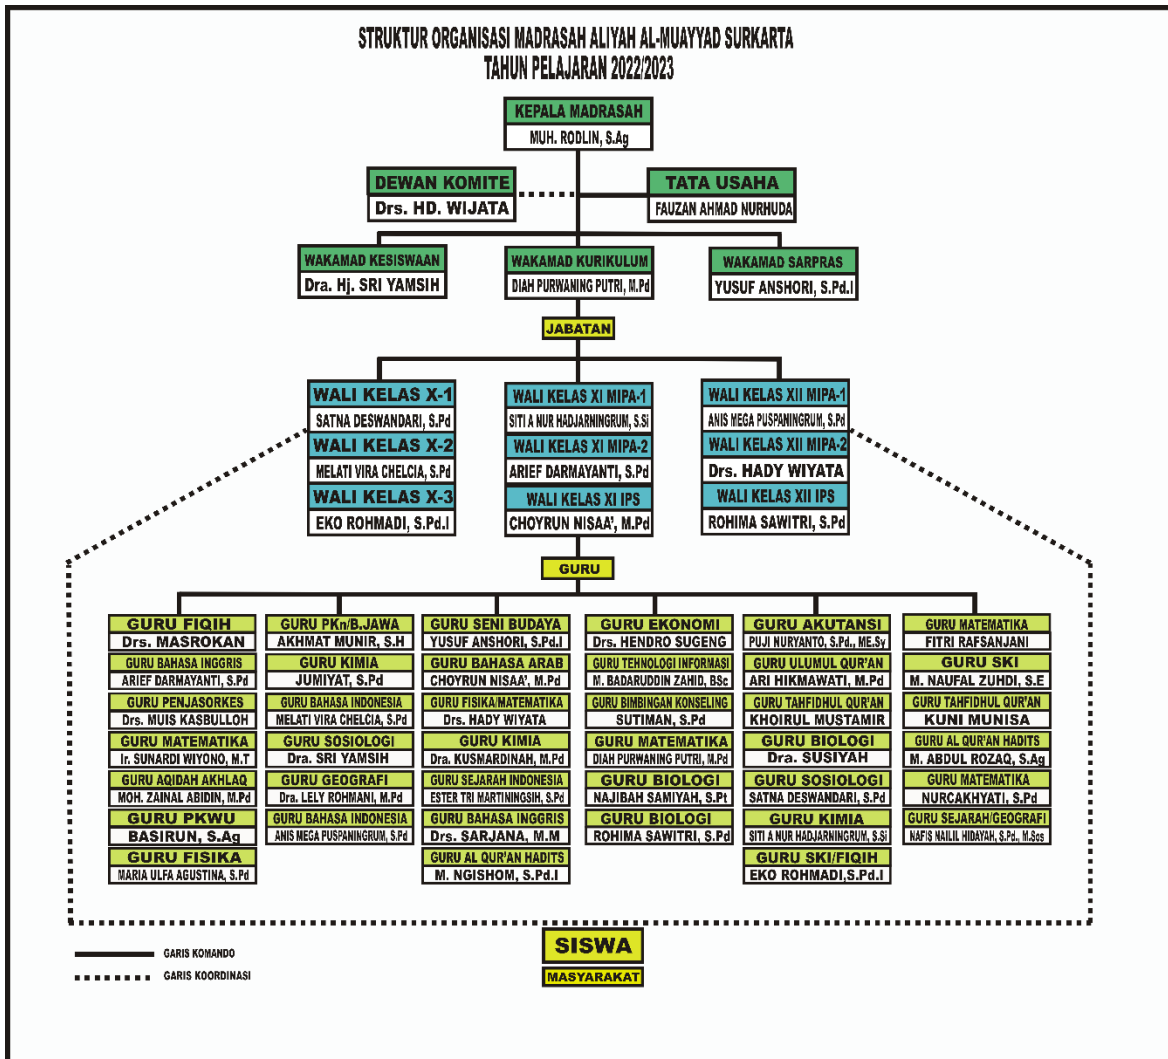 STRUKTUR ORGANISASI MADRASAH ALIYAH AL-MUAYYAD SURKARTA
TAHUN PELAJARAN 2022/2023
KEPALA MADRASAH
MUH. RODLIN, S.Ag
DEWAN KOMITE
Drs. HD. WIJATA
TATA USAHA
FAUZAN AHMAD NURHUDA
WAKAMAD KESISWAAN
Dra. Hj. SRI YAMSIH
WAKAMAD KURIKULUM
DIAH PURWANING PUTRI, M.Pd
WAKAMAD SARPRAS
YUSUF ANSHORI, S.Pd.I
JABATAN
WALI KELAS X-1
SATNA DESWANDARI, S.Pd
WALI KELAS X-2
MELATI VIRA CHELCIA, S.Pd
WALI KELAS X-3
EKO ROHMADI, S.Pd.I
WALI KELAS XI MIPA-1
SITI A NUR HADJARNINGRUM, S.Si
WALI KELAS XI MIPA-2
ARIEF DARMAYANTI, S.Pd
WALI KELAS XI IPS
CHOYRUN NISAA', M.Pd
WALI KELAS XII MIPA-1
ANIS MEGA PUSPANINGRUM, S.Pd
WALI KELAS XII MIPA-2
Drs. HADY WIYATA
WALI KELAS XII IPS
ROHIMA SAWITRI, S.Pd
GURU
GURU FIQIH
Drs. MASROKAN
GURU BAHASA INGGRIS
ARIEF DARMAYANTI, S.Pd
GURU PENJASORKES
Drs. MUIS KASBULLOH
GURU MATEMATIKA
Ir. SUNARDI WIYONO, M.T
GURU AQIDAH AKHLAQ
MOH. ZAINAL ABIDIN, M.Pd
GURU PKWU
BASIRUN, S.Ag
GURU FISIKA
MARIA ULFA AGUSTINA, S.Pd
GURU PKn/B.JAWA
AKHMAT MUNIR, S.H
GURU KIMIA
JUMIYAT, S.Pd
GURU BAHASA INDONESIA
MELATI VIRA CHELCIA, S.Pd
GURU SOSIOLOGI
Dra. SRI YAMSIH
GURU GEOGRAFI
Dra. LELY ROHMANI, M.Pd
GURU BAHASA INDONESIA
ANIS MEGA PUSPANINGRUM, S.Pd
GURU SENI BUDAYA
YUSUF ANSHORI, S.Pd.I
GURU BAHASA ARAB
CHOYRUN NISAA', M.Pd
GURU FISIKA/MATEMATIKA
Drs. HADY WIYATA
GURU KIMIA
Dra. KUSMARDINAH, M.Pd
GURU SEJARAH INDONESIA
ESTER TRI MARTININGSIH, S.Pd
GURU BAHASA INGGRIS
Drs. SARJANA, M.M
GURU AL QUR'AN HADITS
M. NGISHOM, S.Pd.I
GURU EKONOMI
Drs. HENDRO SUGENG
GURU TEHNOLOGI INFORMASI
M. BADARUDDIN ZAHID, BSc
GURU BIMBINGAN KONSELING
SUTIMAN, S.Pd
GURU MATEMATIKA
DIAH PURWANING PUTRI, M.Pd
GURU BIOLOGI
NAJIBAH SAMIYAH, S.Pt
GURU BIOLOGI
ROHIMA SAWITRI, S.Pd
GURU AKUTANSI
PUJI NURYANTO, S.Pd., ME.Sy
GURU ULUMUL QUR'AN
ARI HIKMAWATI, M.Pd
GURU TAHFIDHUL QUR'AN
KHOIRUL MUSTAMIR
GURU BIOLOGI
Dra. SUSIYAH
GURU SOSIOLOGI
SATNA DESWANDARI, S.Pd
GURU KIMIA
SITI A NUR HADJARNINGRUM, S.Si
GURU SKI/FIQIH
EKO ROHMADI,S.Pd.I
GURU MATEMATIKA
FITRI RAFSANJANI
GURU SKI
M. NAUFAL ZUHDI, S.E
GURU TAHFIDHUL QUR'AN
KUNI MUNISA
GURU AL QUR'AN HADITS
M. ABDUL ROZAQ, S.Ag
GURU MATEMATIKA
NURCAKHYATI, S.Pd
GURU SEJARAH/GEOGRAFI
NAFIS NAILIL HIDAYAH, S.Pd., M.Sos
GARIS KOMANDO
GARIS KOORDINASI
SISWA
MASYARAKAT